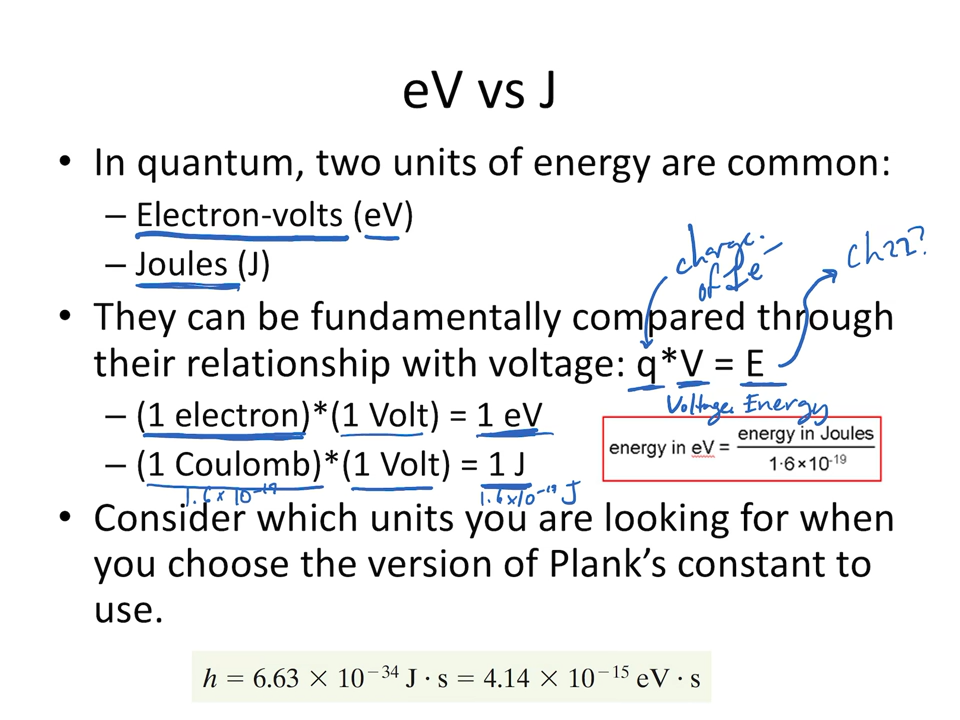 eV vs J
• In quantum, two units of energy are common:
– Electron-volts (eV)
– Joules (J)
charge
of 1 e⁻
ch22?
• They can be fundamentally compared through
their relationship with voltage: q*V = E
Voltage Energy
– (1 electron)*(1 Volt) = 1 eV
– (1 Coulomb)*(1 Volt) = 1 J
1.6 × 10⁻¹⁹
1.6×10⁻¹⁹ J
energy in eV = energy in Joules
1·6×10⁻¹⁹
• Consider which units you are looking for when
you choose the version of Plank's constant to
use.
h = 6.63 × 10⁻³⁴ J · s = 4.14 × 10⁻¹⁵ eV · s